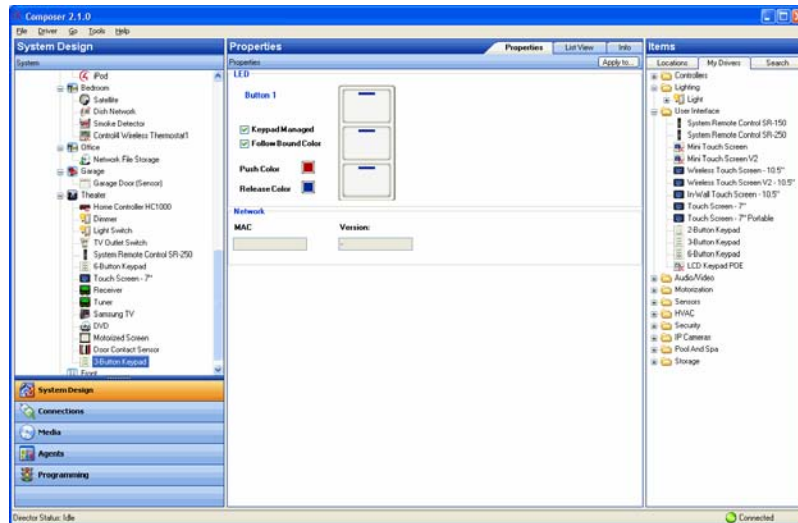 Composer 2.1.0
File Driver Go Tools Help
System Design
System
iPod
Bedroom
Satellite
Dish Network
Smoke Detector
Control4 Wireless Thermostat1
Office
Network File Storage
Garage
Garage Door (Sensor)
Theater
Home Controller HC1000
Dimmer
Light Switch
TV Outlet Switch
System Remote Control SR-250
6-Button Keypad
Touch Screen - 7"
Receiver
Tuner
Samsung TV
DVD
Motorized Screen
Door Contact Sensor
3-Button Keypad
Front
System Design
Connections
Media
Agents
Programming
Properties
Properties List View Info
Properties Apply to...
LED
Button 1
Keypad Managed
Follow Bound Color
Push Color
Release Color
Network
MAC Version:
-
Items
Locations My Drivers Search
Controllers
Lighting
Light
User Interface
System Remote Control SR-150
System Remote Control SR-250
Mini Touch Screen
Mini Touch Screen V2
Wireless Touch Screen - 10.5"
Wireless Touch Screen V2 - 10.5"
In-Wall Touch Screen - 10.5"
Touch Screen - 7"
Touch Screen - 7" Portable
2-Button Keypad
3-Button Keypad
6-Button Keypad
LCD Keypad POE
Audio/Video
Motorization
Sensors
HVAC
Security
IP Cameras
Pool And Spa
Storage
Director Status: Idle
Connected